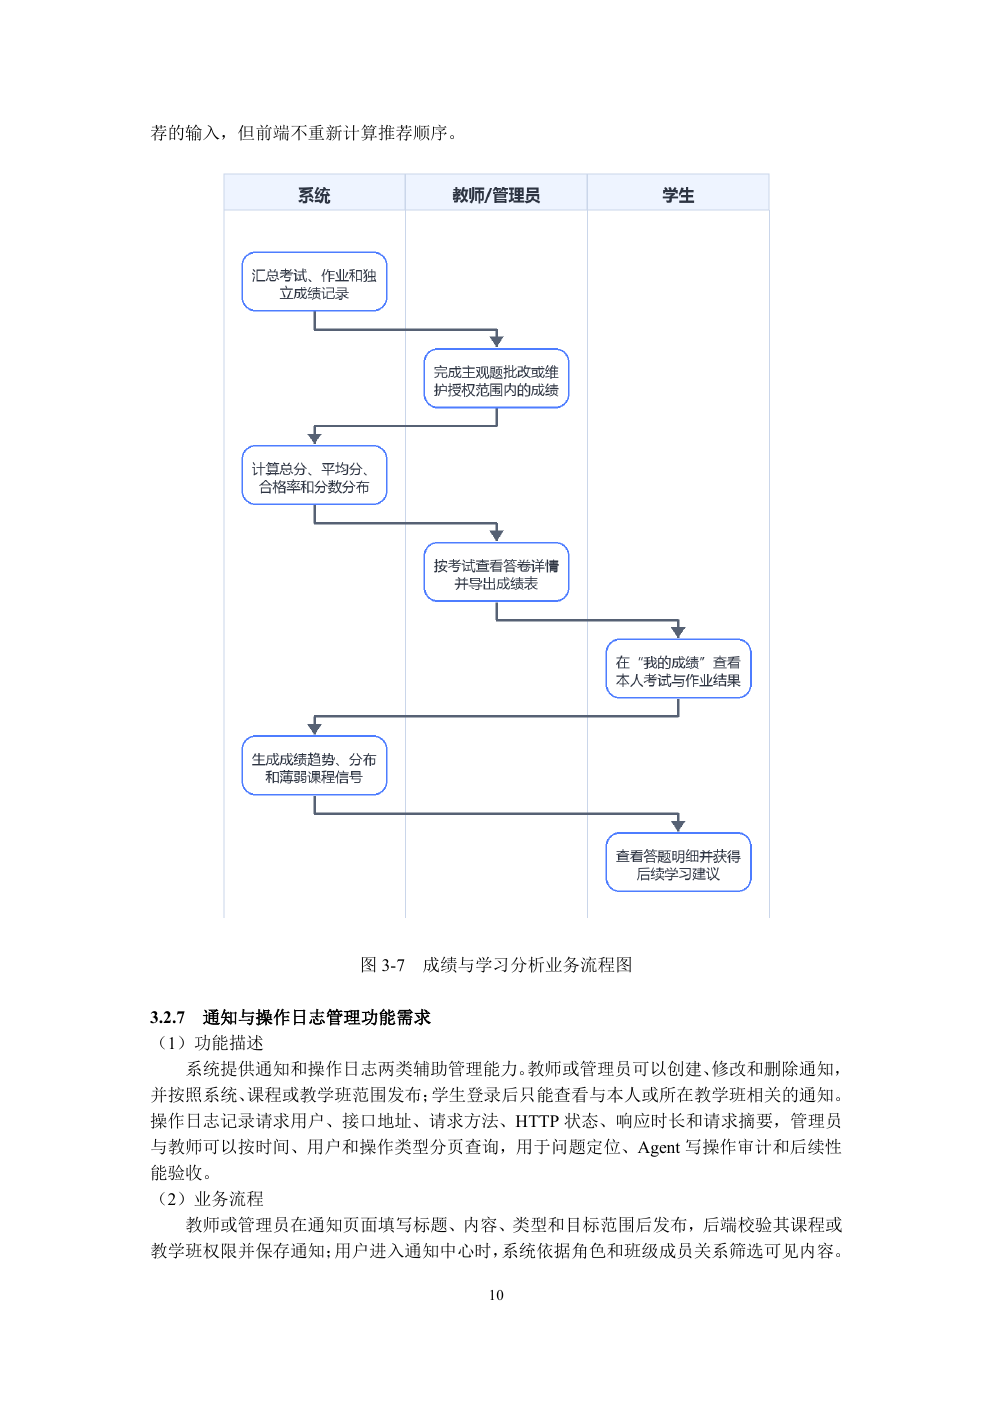 荐的输入，但前端不重新计算推荐顺序。
系统 教师/管理员 学生
汇总考试、作业和独
立成绩记录
完成主观题批改或维
护授权范围内的成绩
计算总分、平均分、
合格率和分数分布
按考试查看答卷详情
并导出成绩表
在“我的成绩”查看
本人考试与作业结果
生成成绩趋势、分布
和薄弱课程信号
查看答题明细并获得
后续学习建议
图 3-7 成绩与学习分析业务流程图
3.2.7 通知与操作日志管理功能需求
（1）功能描述
系统提供通知和操作日志两类辅助管理能力。教师或管理员可以创建、修改和删除通知，
并按照系统、课程或教学班范围发布；学生登录后只能查看与本人或所在教学班相关的通知。
操作日志记录请求用户、接口地址、请求方法、HTTP 状态、响应时长和请求摘要，管理员
与教师可以按时间、用户和操作类型分页查询，用于问题定位、Agent 写操作审计和后续性
能验收。
（2）业务流程
教师或管理员在通知页面填写标题、内容、类型和目标范围后发布，后端校验其课程或
教学班权限并保存通知；用户进入通知中心时，系统依据角色和班级成员关系筛选可见内容。
10